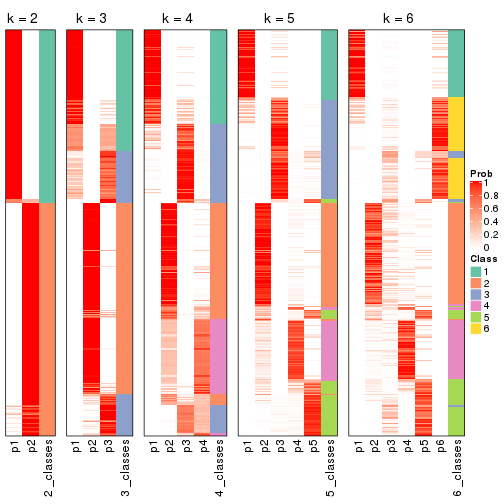 k = 2
k = 3
k = 4
k = 5
k = 6
p1
p2
2_classes
p1
p2
p3
3_classes
p1
p2
p3
p4
4_classes
p1
p2
p3
p4
p5
5_classes
p1
p2
p3
p4
p5
p6
6_classes
Prob
1
0.8
0.6
0.4
0.2
0
Class
1
2
3
4
5
6